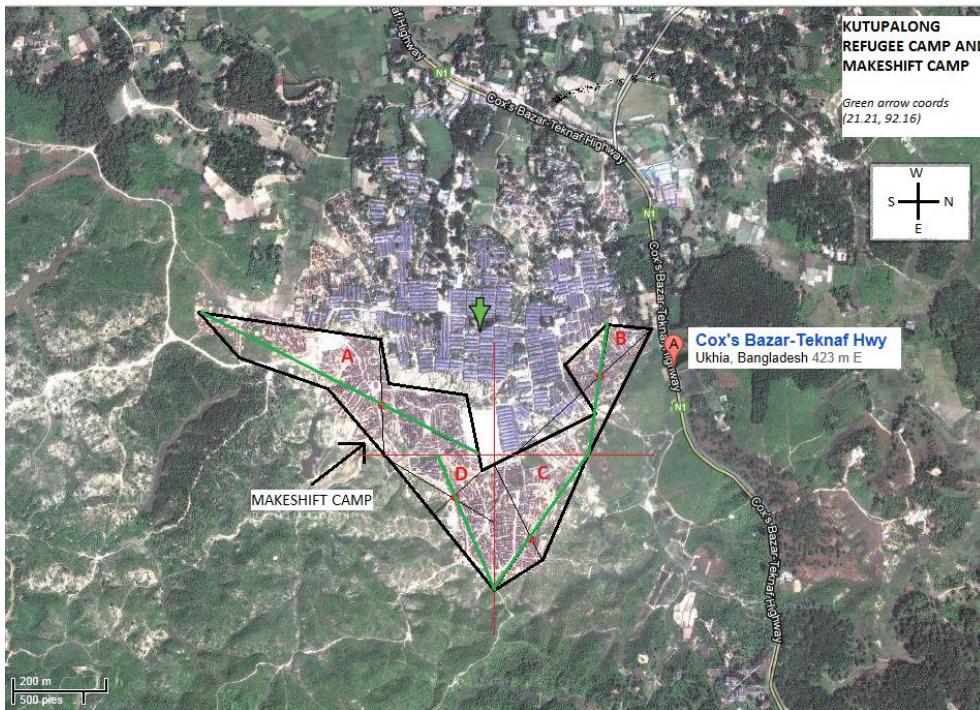 KUTUPALONG
REFUGEE CAMP AND
MAKESHIFT CAMP
Green arrow coords
(21.21, 92.16)
Highway
N1
Cox's Bazar-Teknaf Highway
N1
W
S N
E
Cox's Bazar-Teknaf Highway
A
Cox's Bazar-Teknaf Hwy
Ukhia, Bangladesh 423 m E
N1
A
B
C
D
MAKESHIFT CAMP
Cox's Bazar-Teknaf Highway
200 m
500 pies